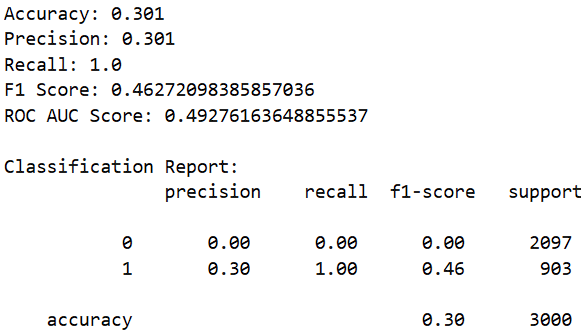 Accuracy: 0.301
Precision: 0.301
Recall: 1.0
F1 Score: 0.46272098385857036
ROC AUC Score: 0.49276163648855537
Classification Report:
precision recall f1-score support
0 0.00 0.00 0.00 2097
1 0.30 1.00 0.46 903
accuracy 0.30 3000